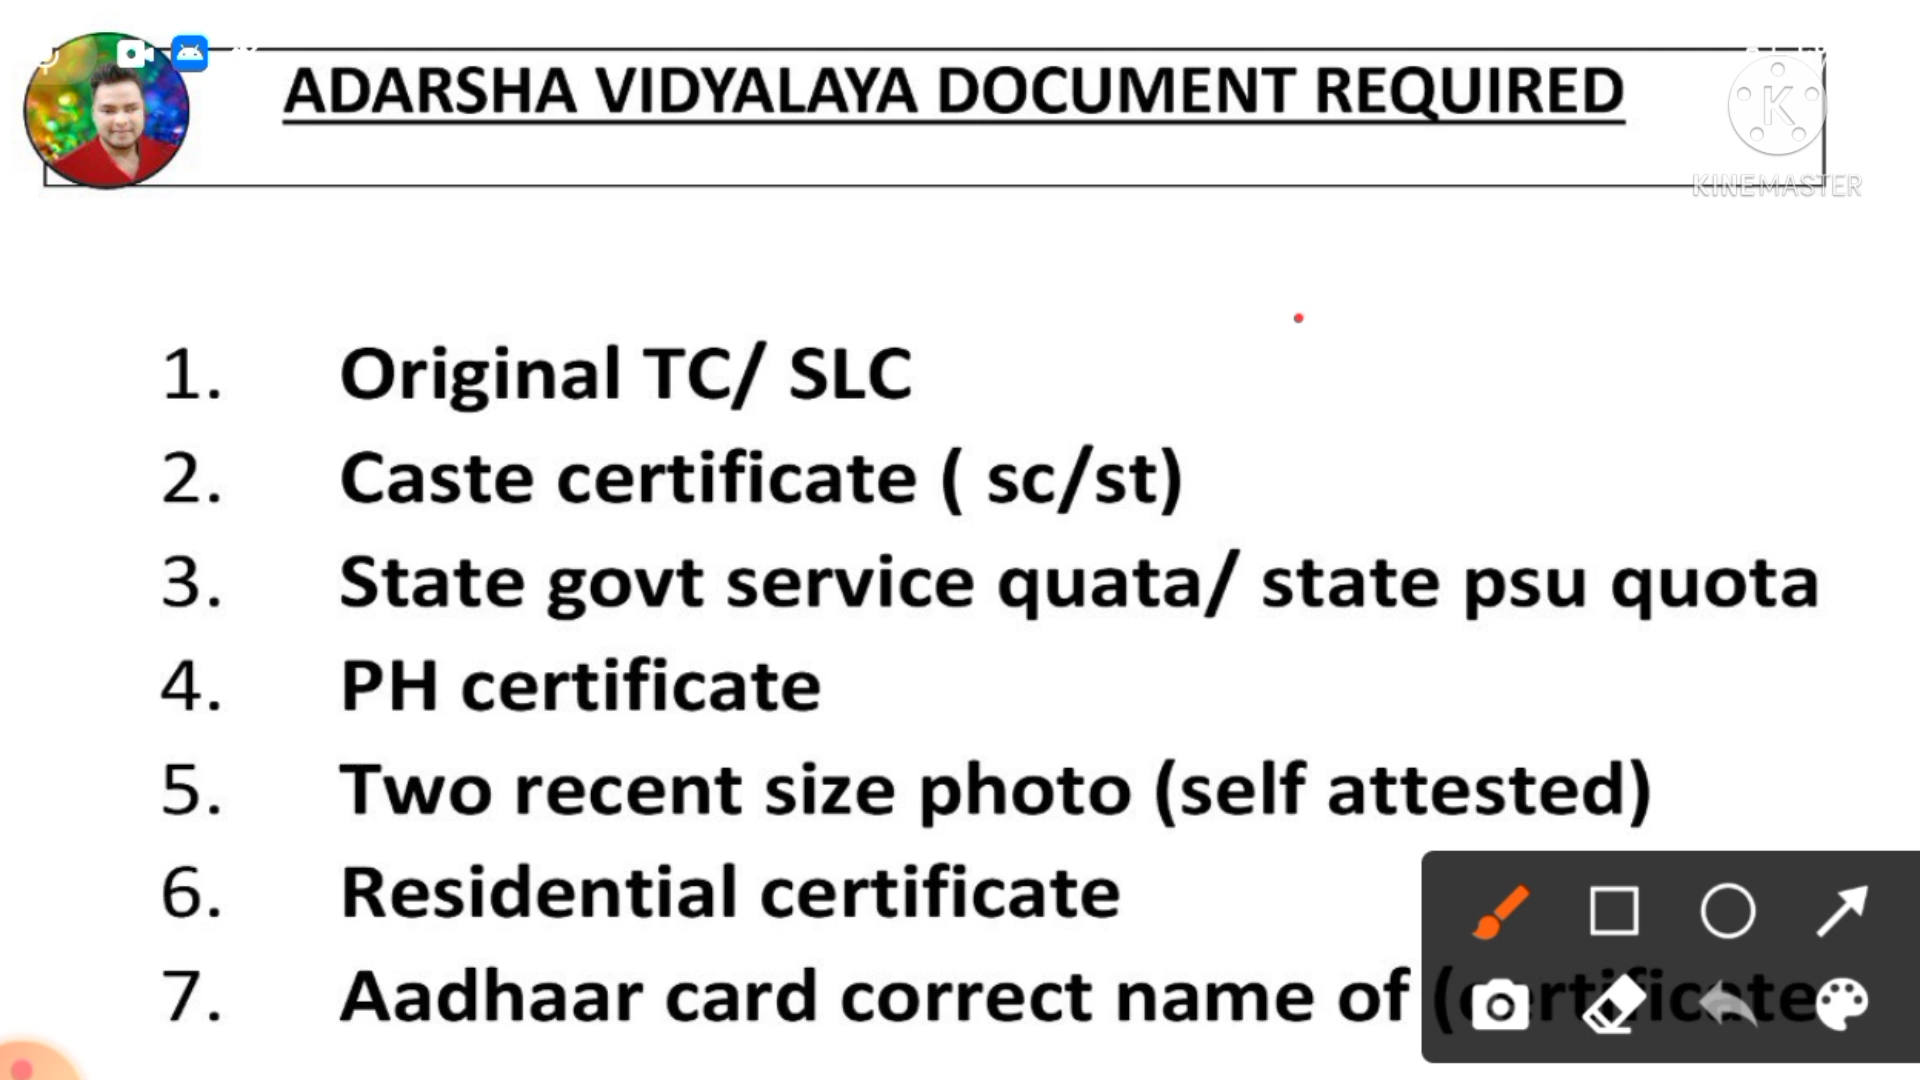 ADARSHA VIDYALAYA DOCUMENT REQUIRED
K
KINEMASTER
1. Original TC/ SLC
2. Caste certificate ( sc/st)
3. State govt service quata/ state psu quota
4. PH certificate
5. Two recent size photo (self attested)
6. Residential certificate
7. Aadhaar card correct name of (certificate